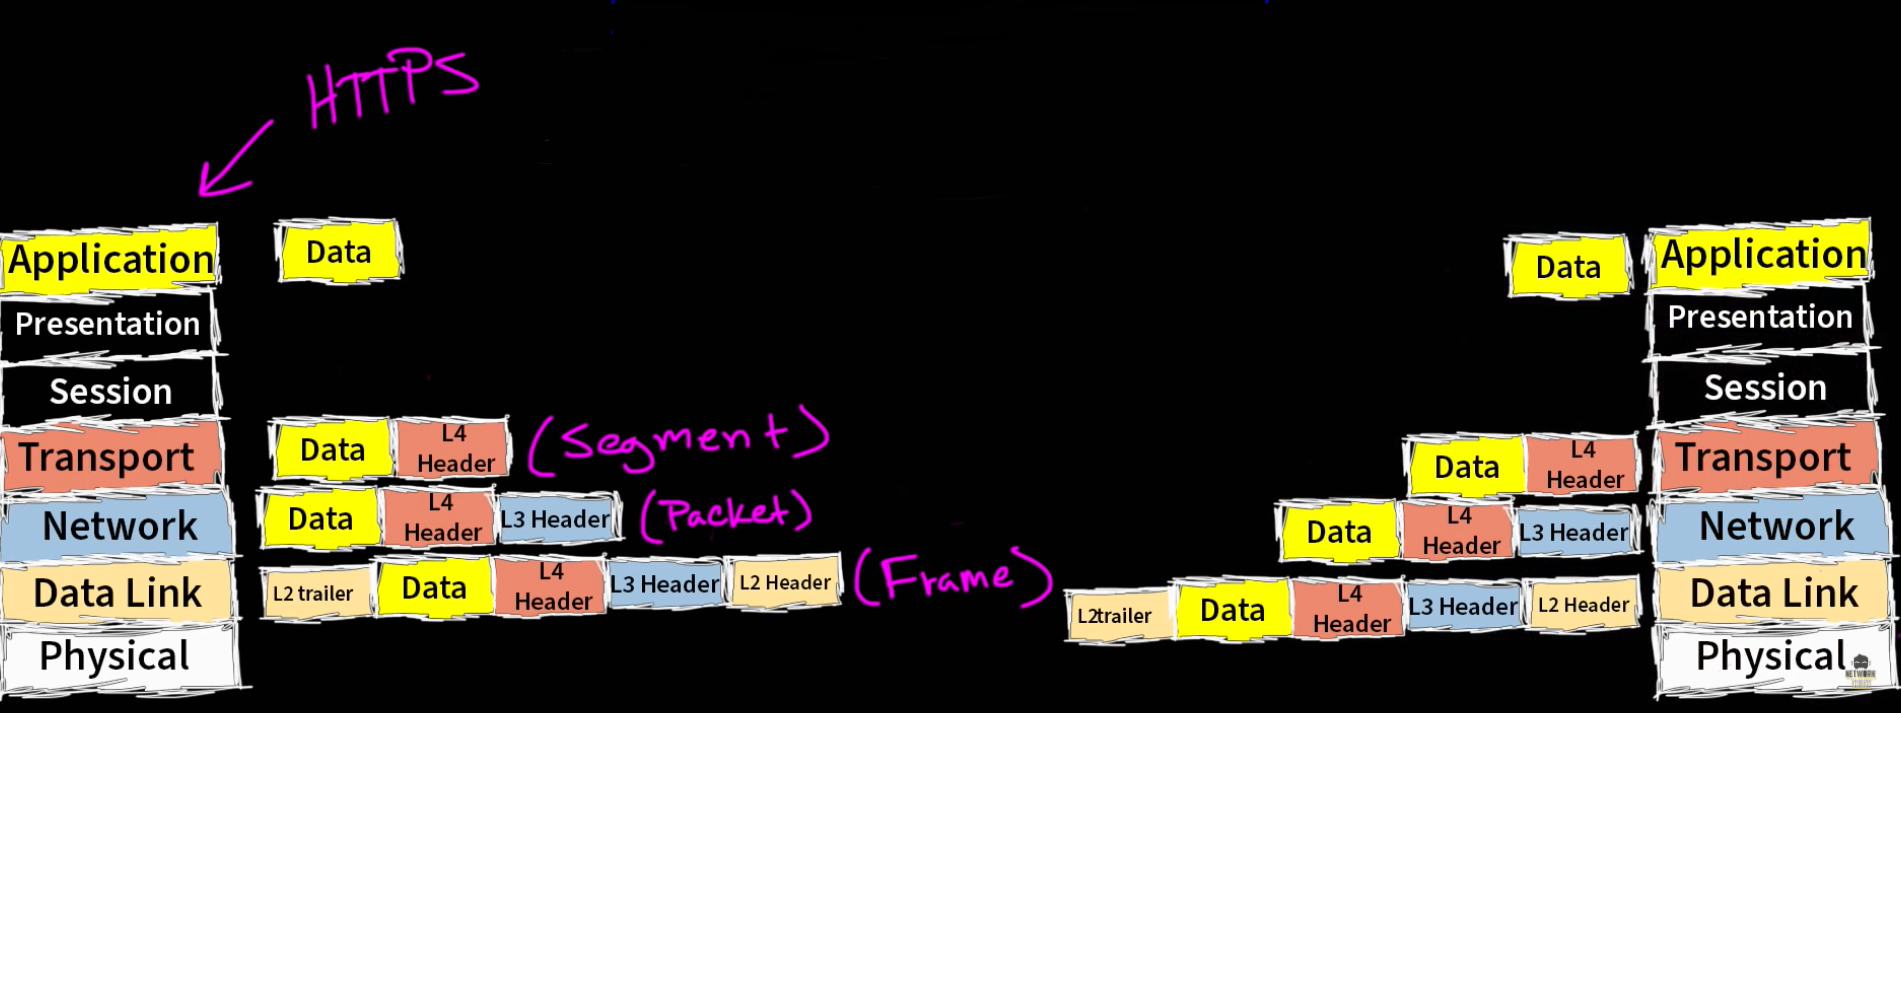 HTTPS
Application
Data
Data
Application
Presentation
Presentation
Session
Session
Transport
Data
L4 Header
(Segment)
Data
L4 Header
Transport
Network
Data
L4 Header
L3 Header
(Packet)
Data
L4 Header
L3 Header
Network
Data Link
L2 trailer
Data
L4 Header
L3 Header
L2 Header
(Frame)
L2trailer
Data
L4 Header
L3 Header
L2 Header
Data Link
Physical
Physical
NETWORK